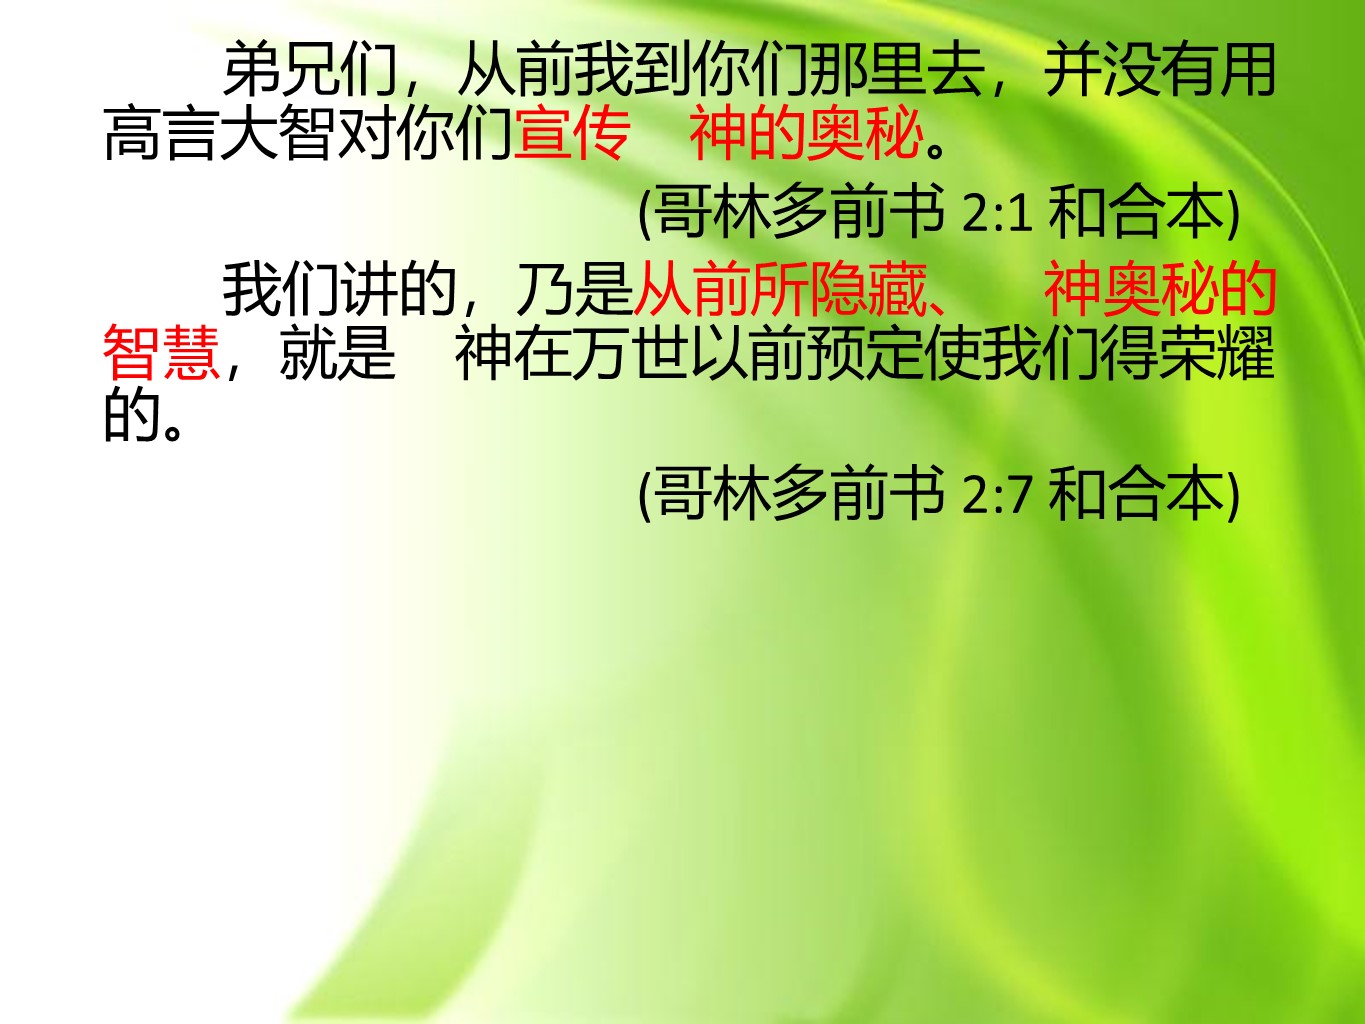 弟兄们，从前我到你们那里去，并没有用
高言大智对你们宣传　神的奥秘。
(哥林多前书 2:1 和合本)
我们讲的，乃是从前所隐藏、　神奥秘的
智慧，就是　神在万世以前预定使我们得荣耀
的。
(哥林多前书 2:7 和合本)